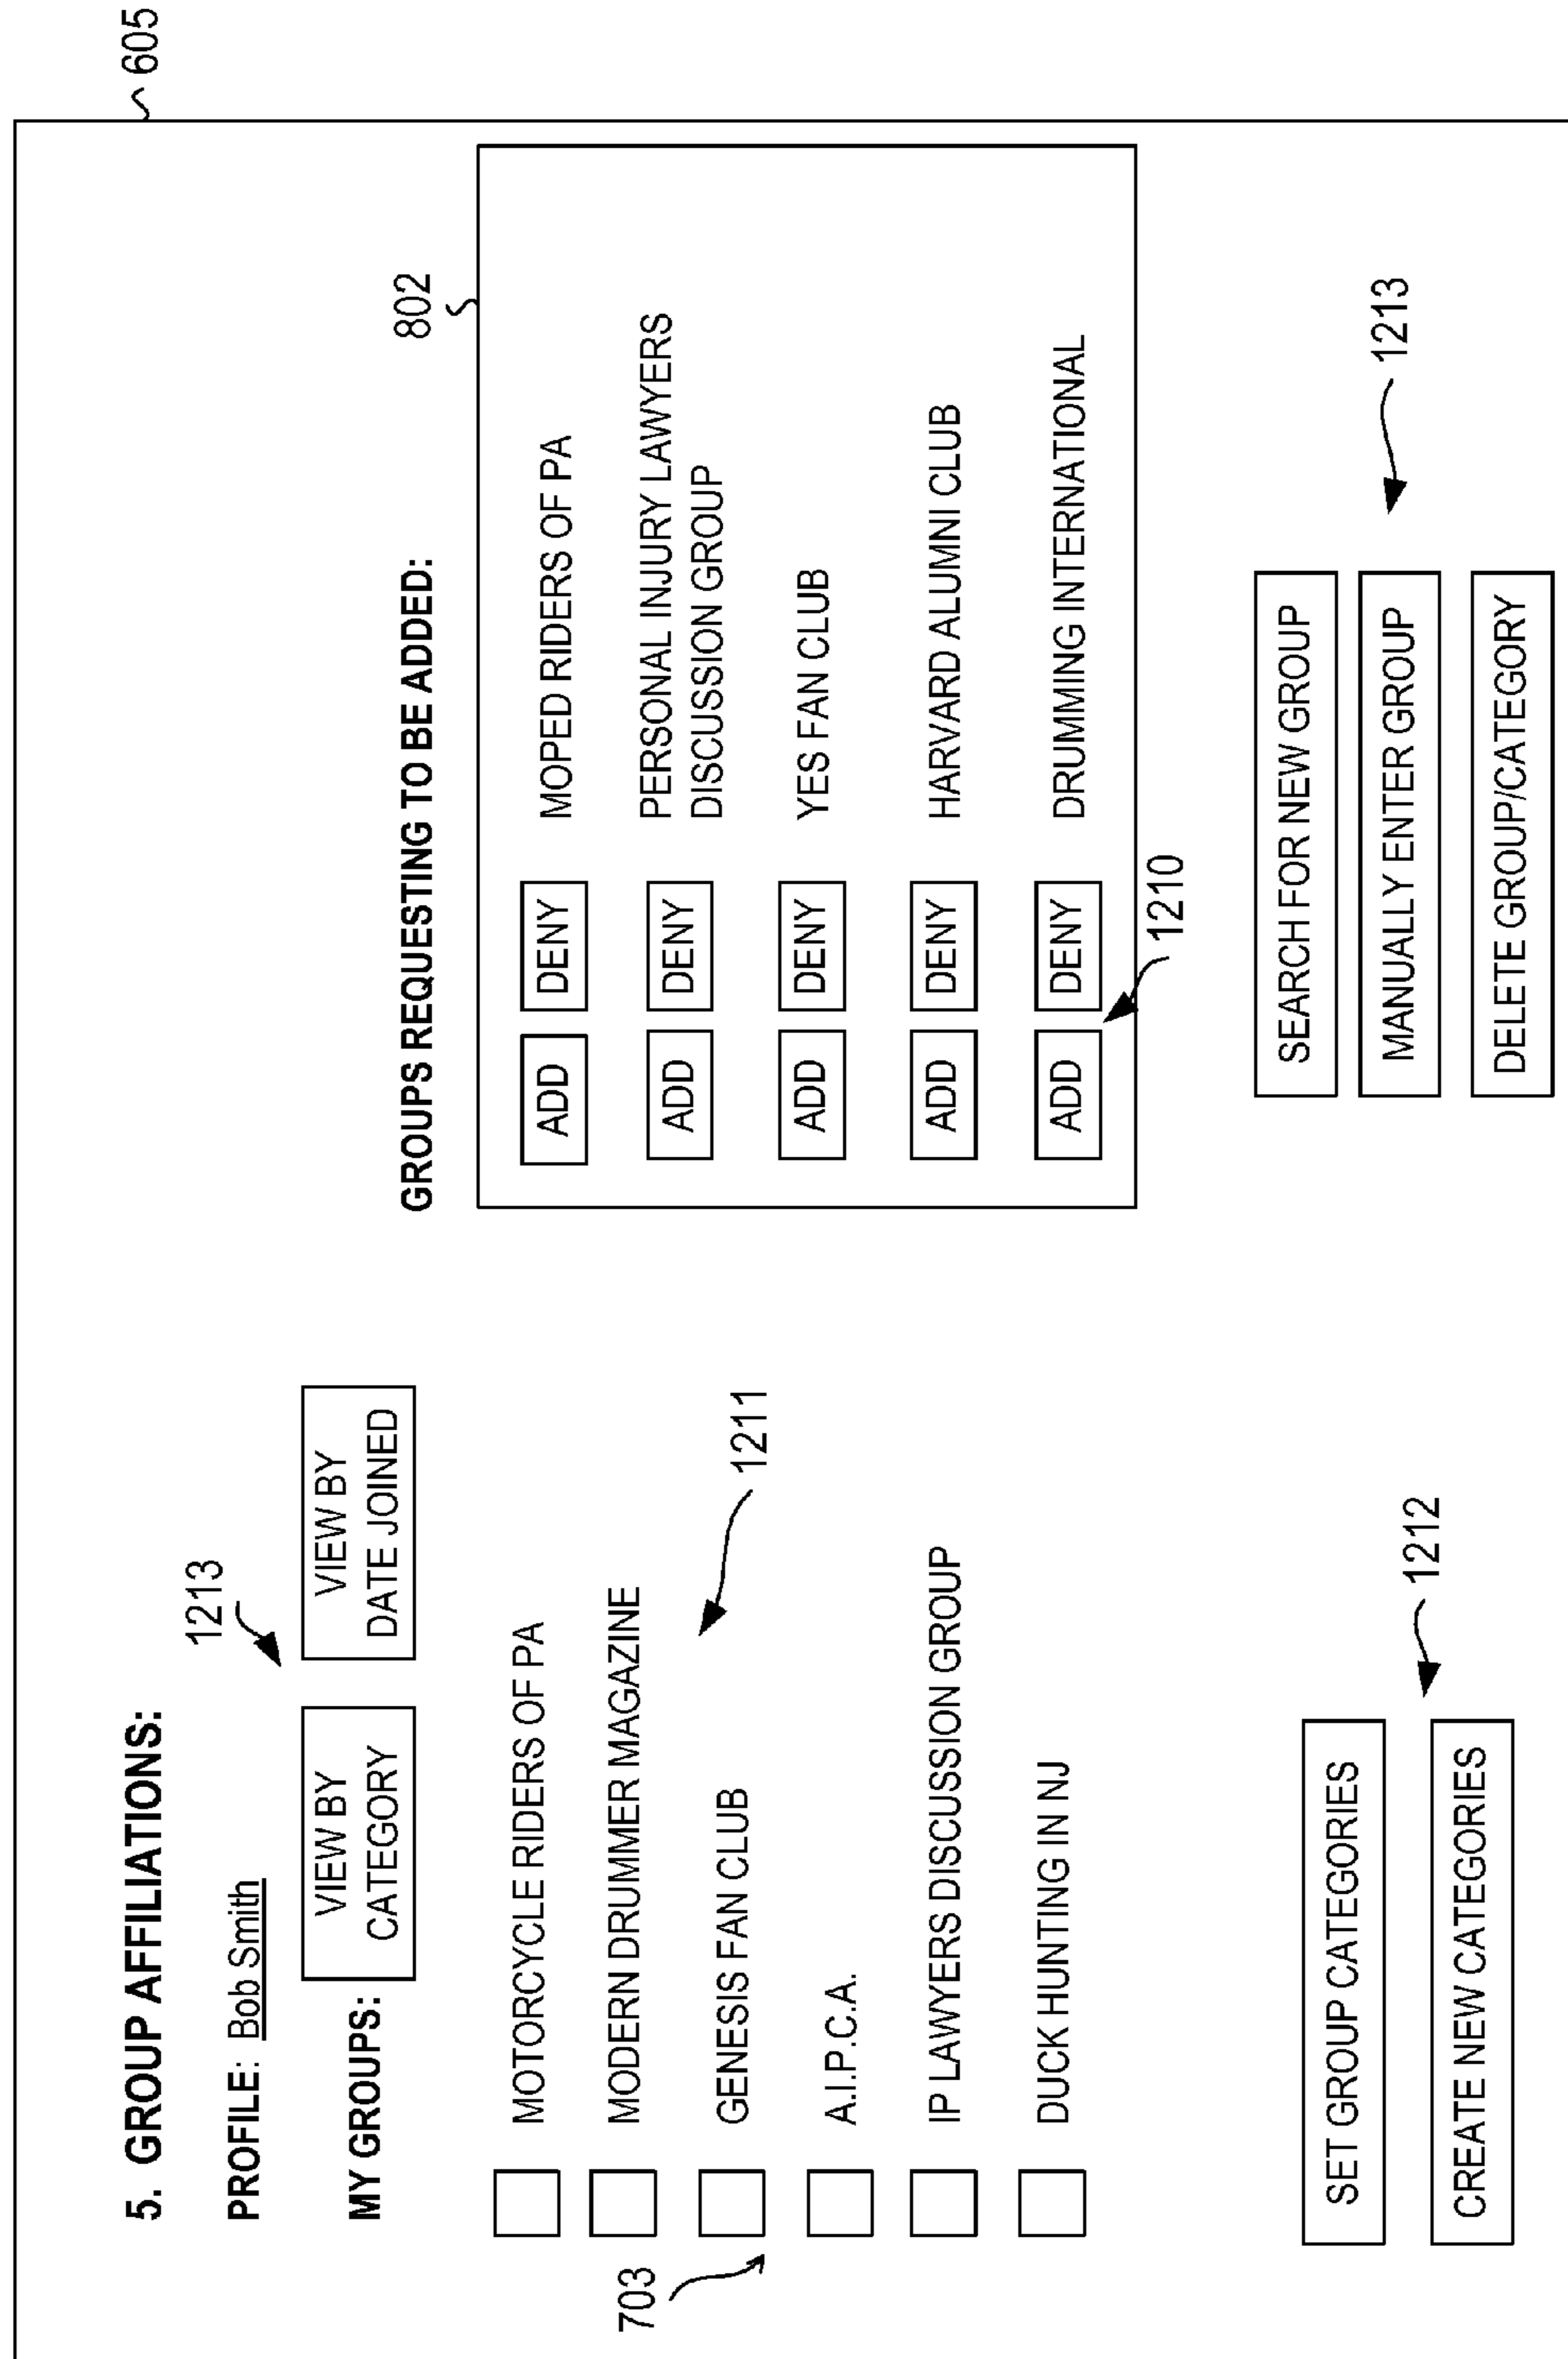 605
5. GROUP AFFILIATIONS:
PROFILE: Bob Smith
1213
MY GROUPS:
VIEW BY
CATEGORY
VIEW BY
DATE JOINED
703
MOTORCYCLE RIDERS OF PA
MODERN DRUMMER MAGAZINE
GENESIS FAN CLUB
A.I.P.C.A.
IP LAWYERS DISCUSSION GROUP
DUCK HUNTING IN NJ
1211
SET GROUP CATEGORIES
CREATE NEW CATEGORIES
1212
GROUPS REQUESTING TO BE ADDED:
802
ADD DENY MOPED RIDERS OF PA
ADD DENY PERSONAL INJURY LAWYERS
DISCUSSION GROUP
ADD DENY YES FAN CLUB
ADD DENY HARVARD ALUMNI CLUB
ADD DENY DRUMMING INTERNATIONAL
1210
SEARCH FOR NEW GROUP
MANUALLY ENTER GROUP
DELETE GROUP/CATEGORY
1213